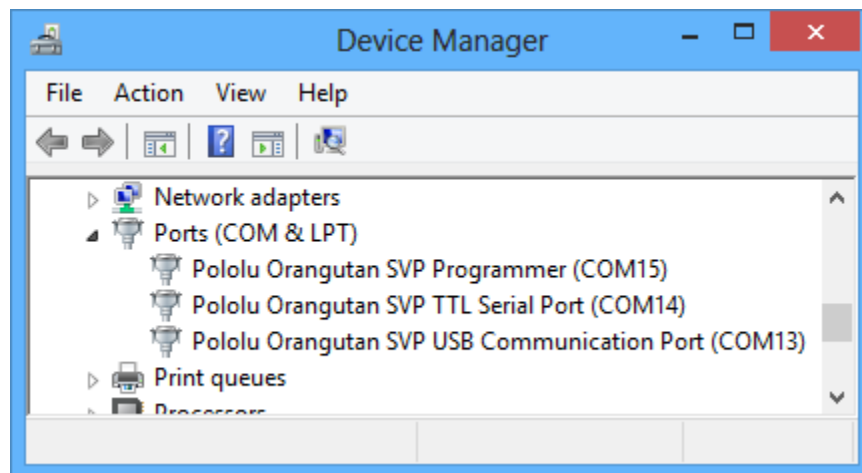 Device Manager
File Action View Help
Network adapters
Ports (COM & LPT)
Pololu Orangutan SVP Programmer (COM15)
Pololu Orangutan SVP TTL Serial Port (COM14)
Pololu Orangutan SVP USB Communication Port (COM13)
Print queues
Processors